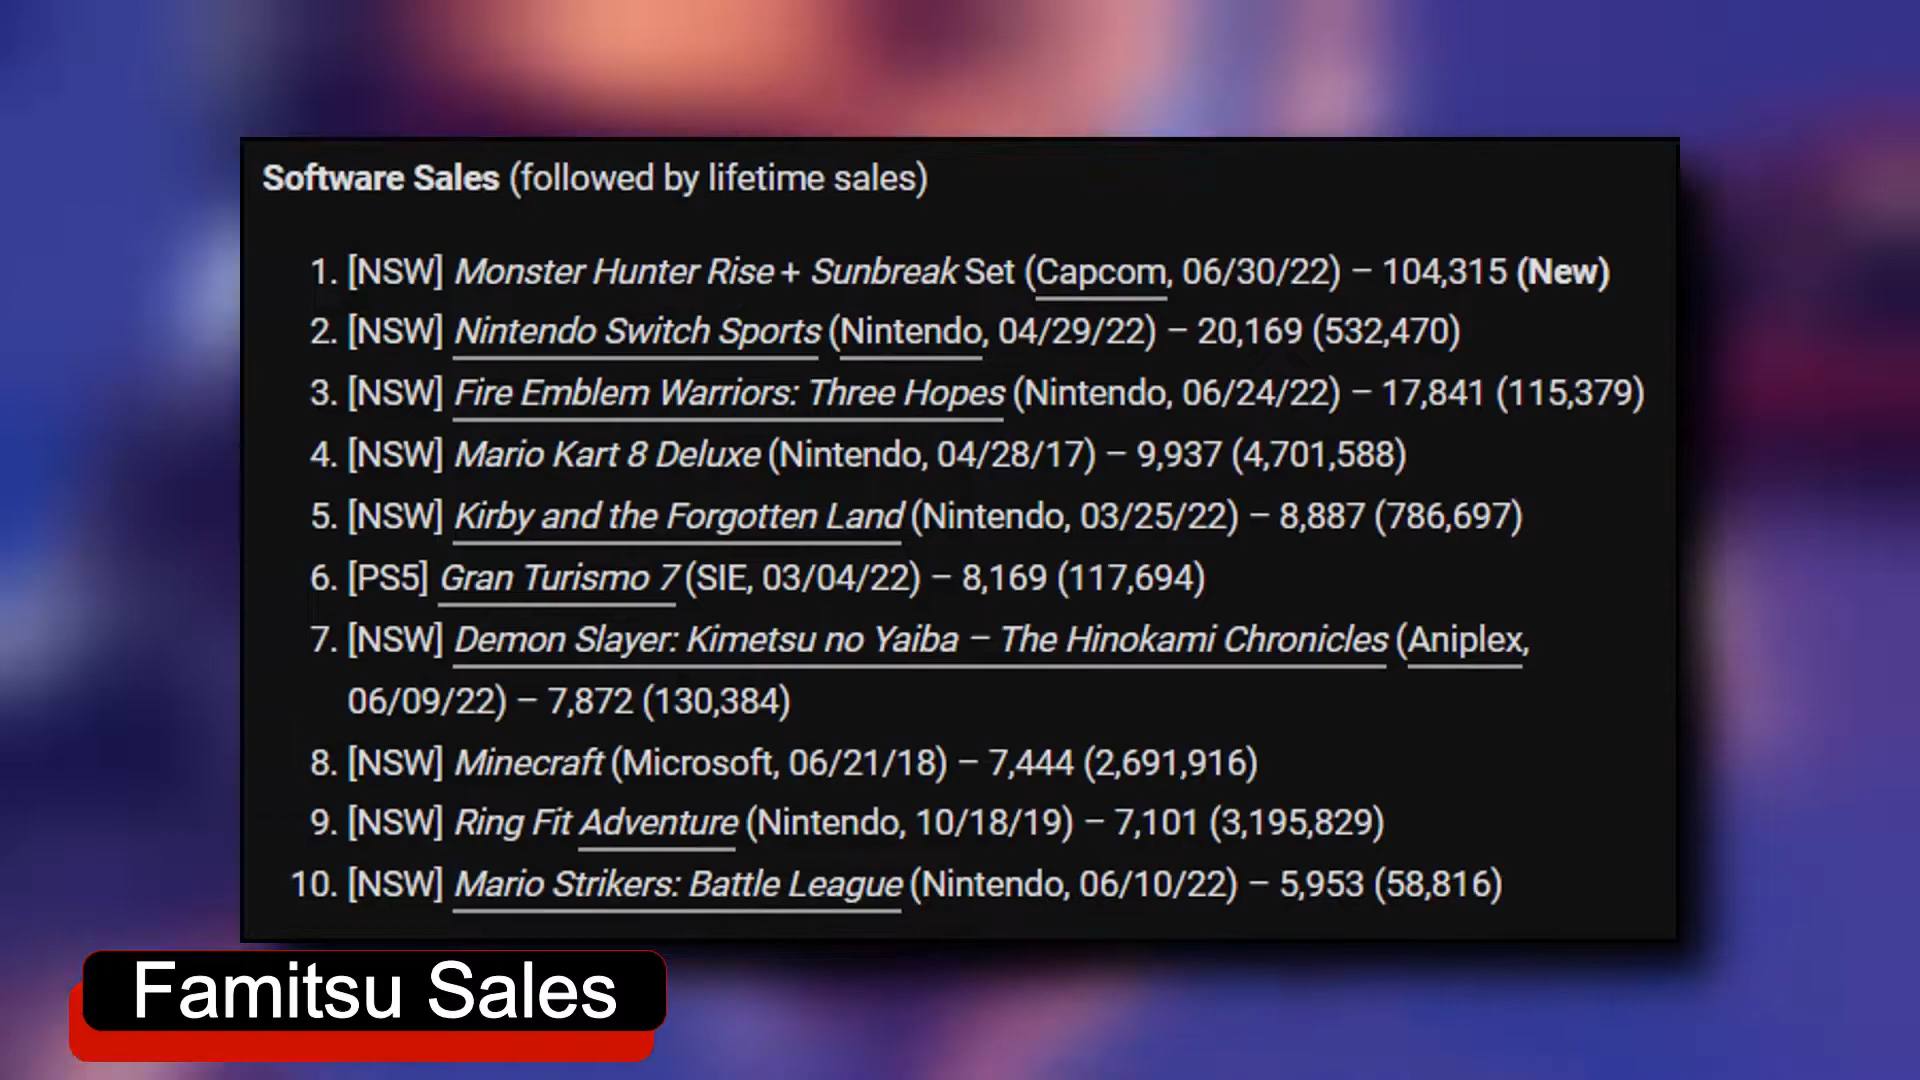 Software Sales (followed by lifetime sales)
1. [NSW] Monster Hunter Rise + Sunbreak Set (Capcom, 06/30/22) – 104,315 (New)
2. [NSW] Nintendo Switch Sports (Nintendo, 04/29/22) – 20,169 (532,470)
3. [NSW] Fire Emblem Warriors: Three Hopes (Nintendo, 06/24/22) – 17,841 (115,379)
4. [NSW] Mario Kart 8 Deluxe (Nintendo, 04/28/17) – 9,937 (4,701,588)
5. [NSW] Kirby and the Forgotten Land (Nintendo, 03/25/22) – 8,887 (786,697)
6. [PS5] Gran Turismo 7 (SIE, 03/04/22) – 8,169 (117,694)
7. [NSW] Demon Slayer: Kimetsu no Yaiba – The Hinokami Chronicles (Aniplex,
06/09/22) – 7,872 (130,384)
8. [NSW] Minecraft (Microsoft, 06/21/18) – 7,444 (2,691,916)
9. [NSW] Ring Fit Adventure (Nintendo, 10/18/19) – 7,101 (3,195,829)
10. [NSW] Mario Strikers: Battle League (Nintendo, 06/10/22) – 5,953 (58,816)
Famitsu Sales